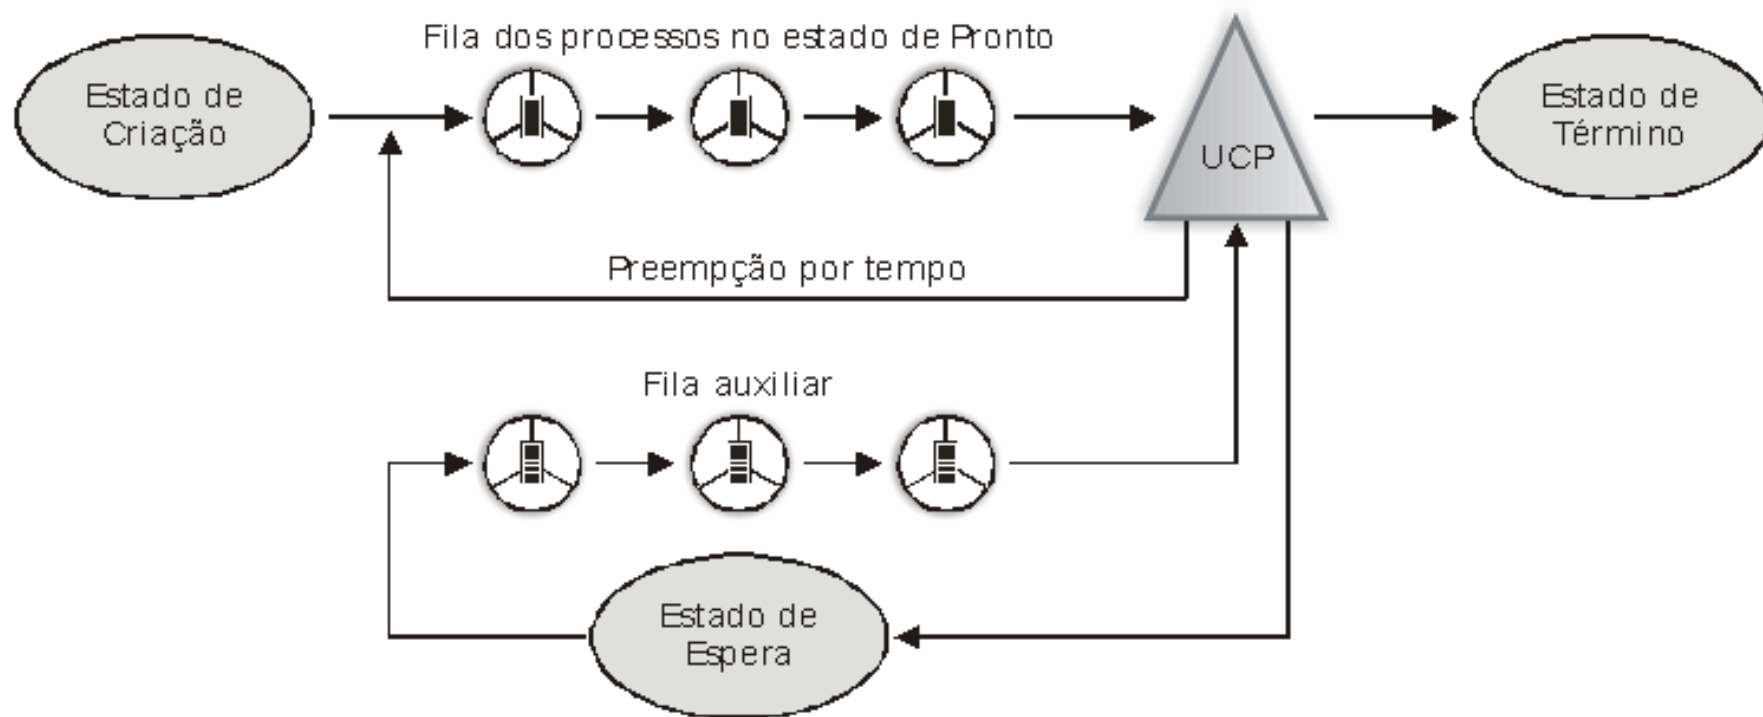 Fila dos processos no estado de Pronto
Estado de
Criação
UCP
Estado de
Término
Preempção por tempo
Fila auxiliar
Estado de
Espera